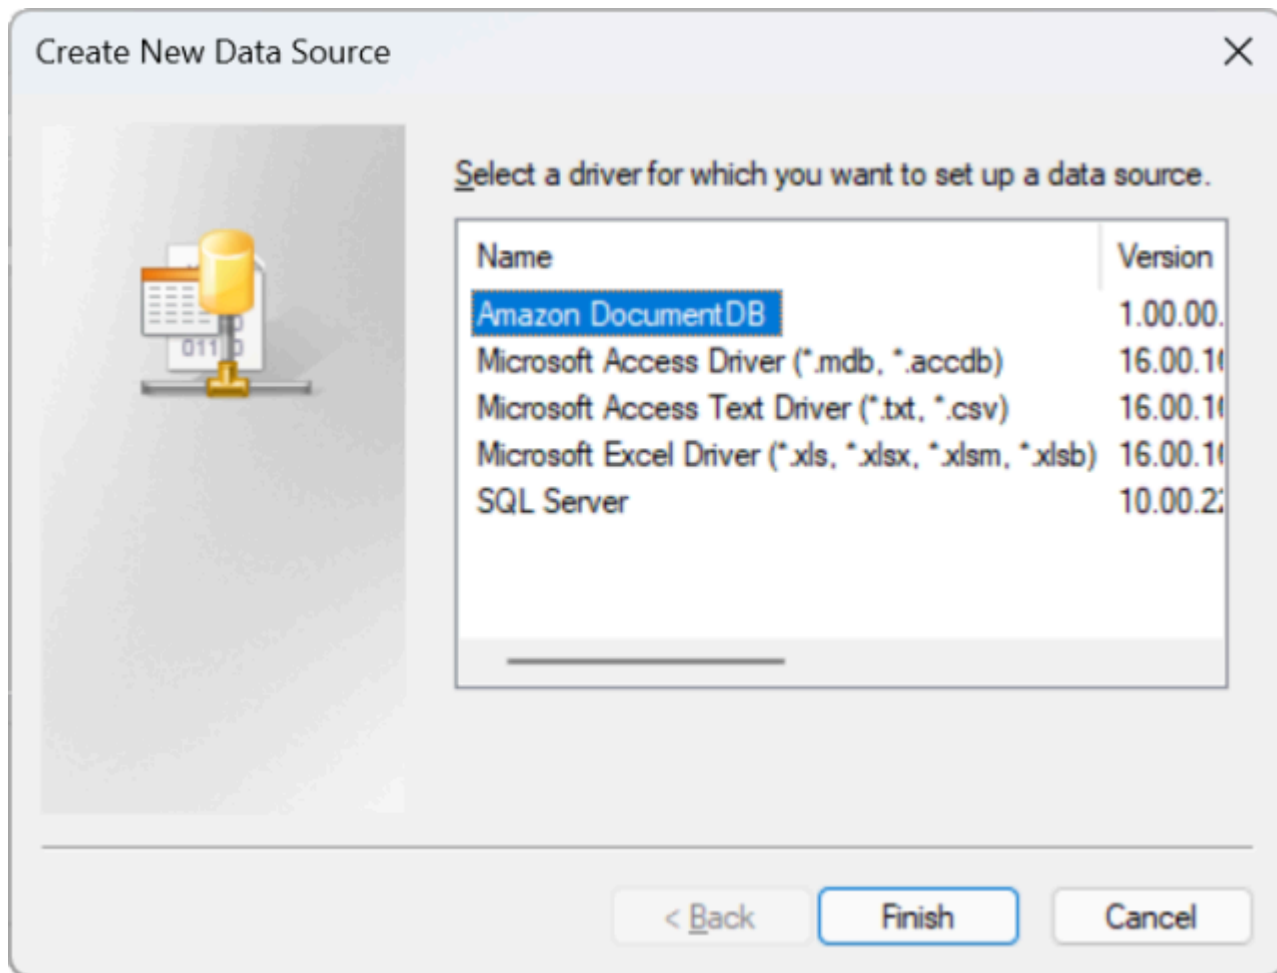 Create New Data Source
Select a driver for which you want to set up a data source.
Name Version
Amazon DocumentDB 1.00.00.
Microsoft Access Driver (*.mdb, *.accdb) 16.00.1
Microsoft Access Text Driver (*.txt, *.csv) 16.00.1
Microsoft Excel Driver (*.xls, *.xlsx, *.xlsm, *.xlsb) 16.00.1
SQL Server 10.00.2
011
< Back Finish Cancel